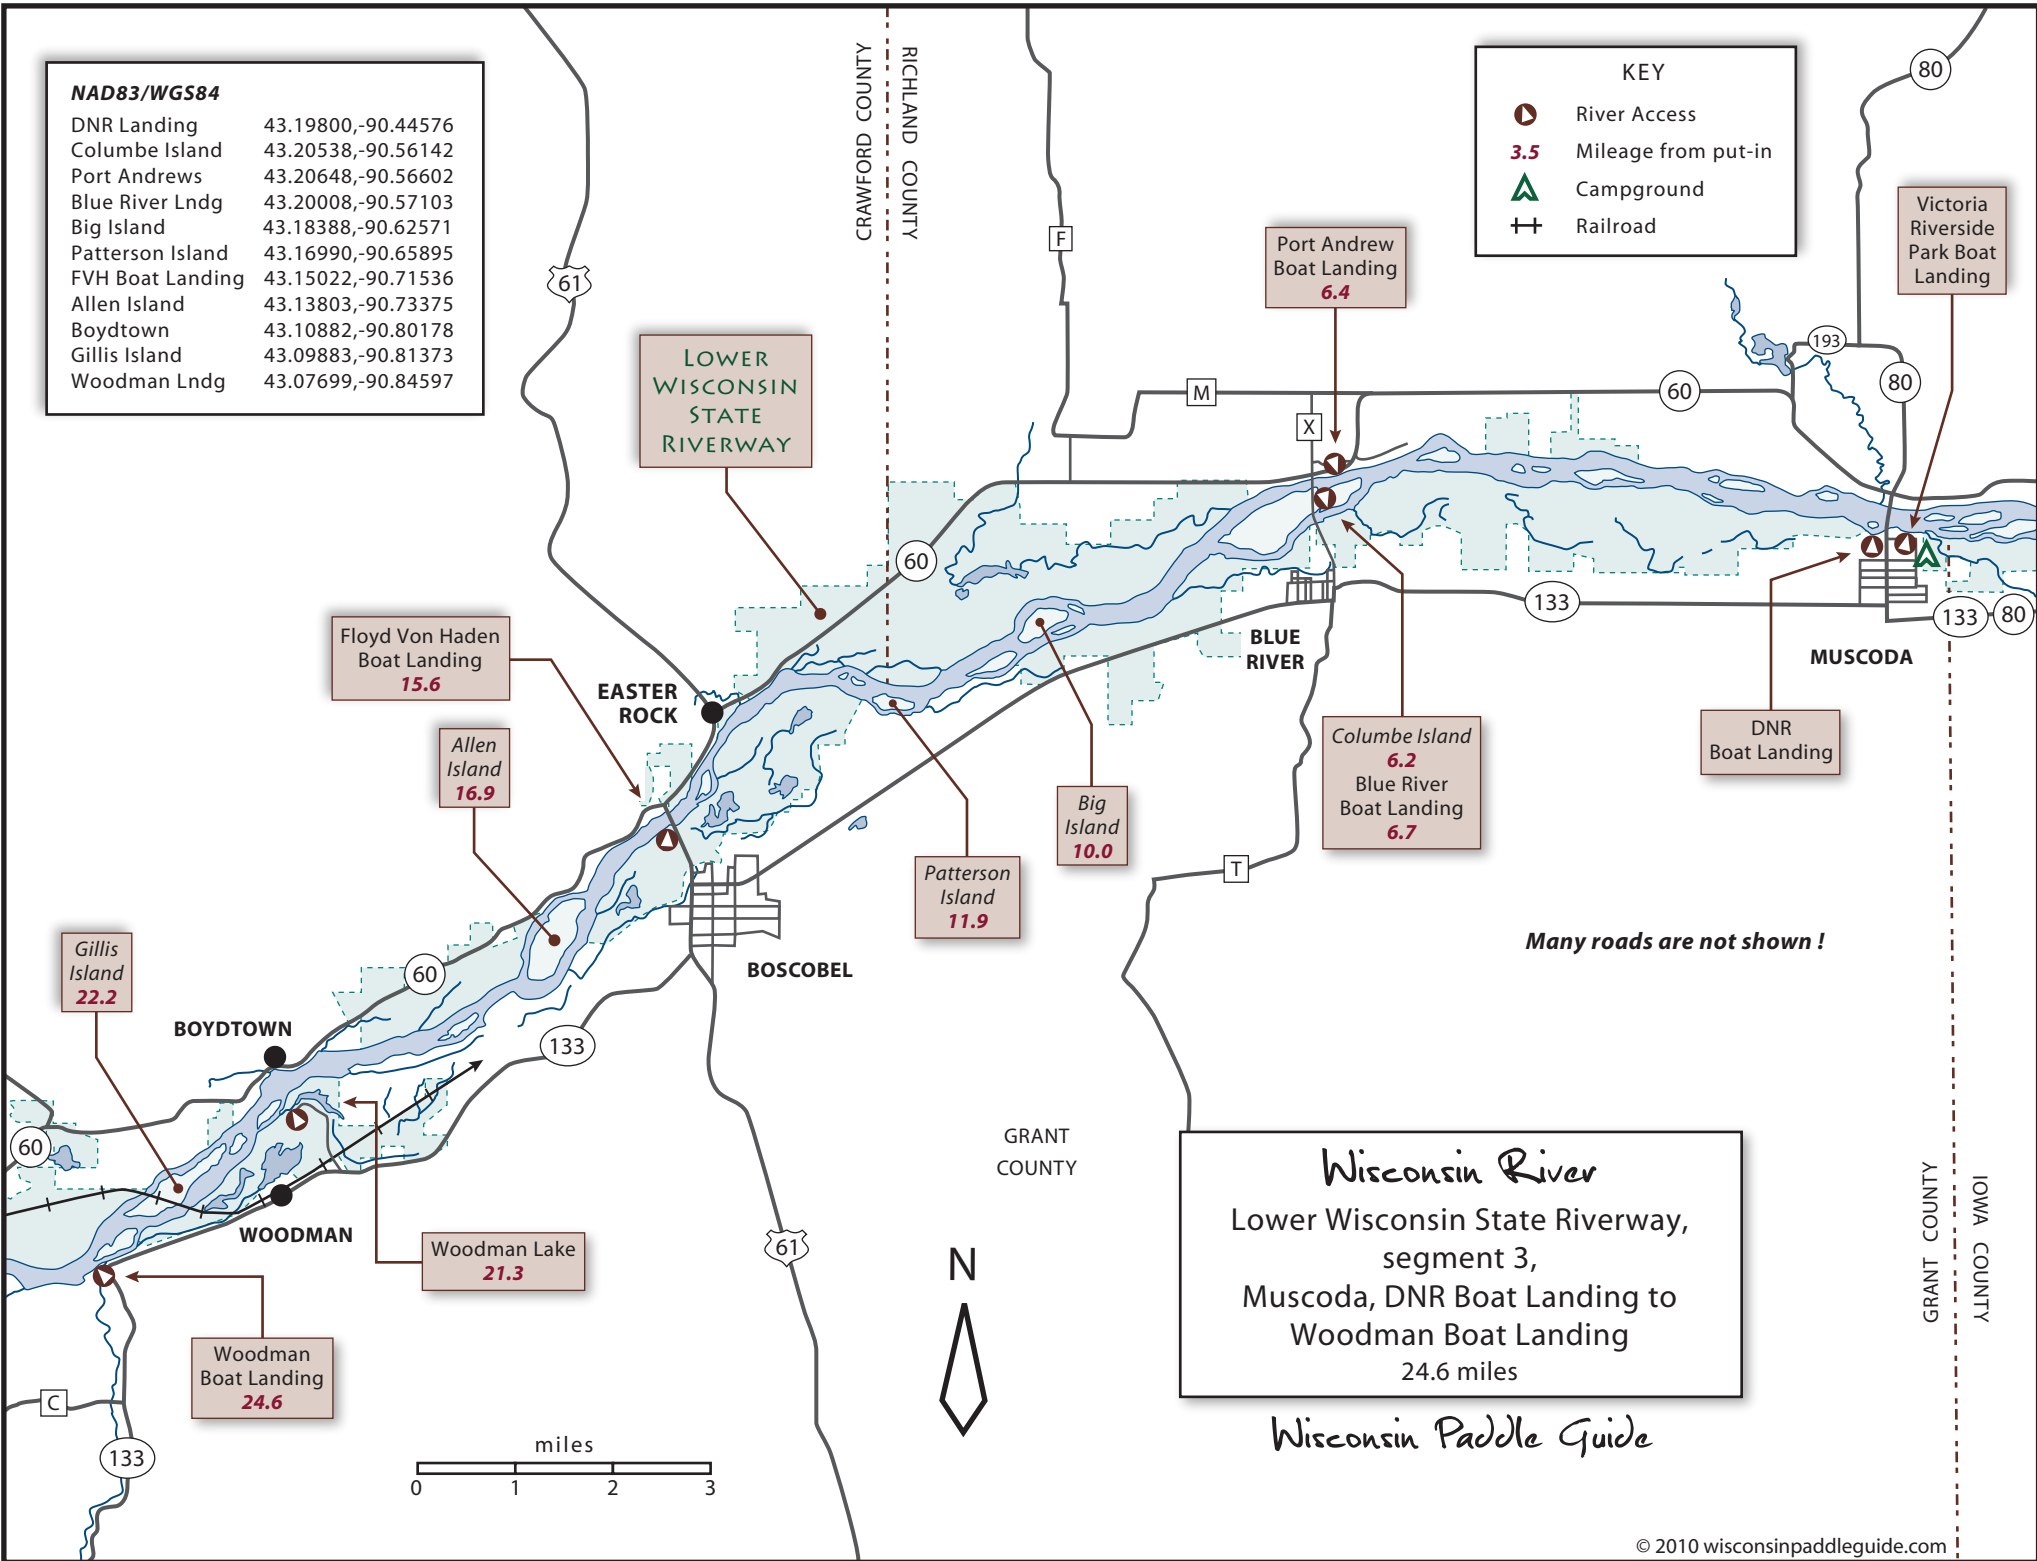 NAD83/WGS84
DNR Landing 43.19800,-90.44576
Columbe Island 43.20538,-90.56142
Port Andrews 43.20648,-90.56602
Blue River Lndg 43.20008,-90.57103
Big Island 43.18388,-90.62571
Patterson Island 43.16990,-90.65895
FVH Boat Landing 43.15022,-90.71536
Allen Island 43.13803,-90.73375
Boydtown 43.10882,-90.80178
Gillis Island 43.09883,-90.81373
Woodman Lndg 43.07699,-90.84597
CRAWFORD COUNTY
RICHLAND COUNTY
KEY
River Access
3.5 Mileage from put-in
Campground
Railroad
80
Victoria
Riverside
Park Boat
Landing
F
61
Port Andrew
Boat Landing
6.4
193
80
LOWER
WISCONSIN
STATE
RIVERWAY
M
60
X
60
133
133
80
BLUE
RIVER
MUSCODA
Floyd Von Haden
Boat Landing
15.6
EASTER
ROCK
Allen
Island
16.9
Columbe Island
6.2
Blue River
Boat Landing
6.7
DNR
Boat Landing
Big
Island
10.0
Patterson
Island
11.9
T
Gillis
Island
22.2
60
BOSCOBEL
Many roads are not shown !
BOYDTOWN
133
60
GRANT
COUNTY
WOODMAN
Woodman Lake
21.3
61
N
Wisconsin River
Lower Wisconsin State Riverway,
segment 3,
Muscoda, DNR Boat Landing to
Woodman Boat Landing
24.6 miles
GRANT COUNTY
IOWA COUNTY
Woodman
Boat Landing
24.6
C
133
miles
0 1 2 3
Wisconsin Paddle Guide
© 2010 wisconsinpaddleguide.com